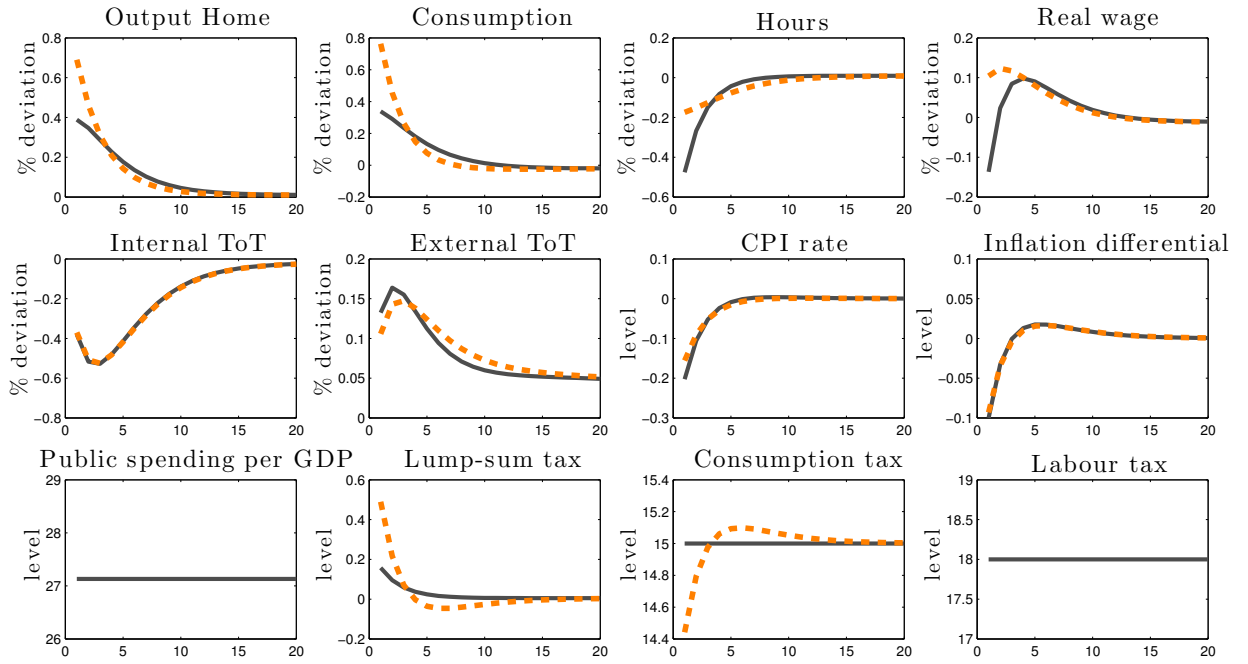 Output Home
Consumption
Hours
Real wage
% deviation
0.8
0.6
0.4
0.2
0
0 5 10 15 20
% deviation
0.8
0.6
0.4
0.2
0
−0.2
0 5 10 15 20
% deviation
0.2
0
−0.2
−0.4
−0.6
0 5 10 15 20
% deviation
0.2
0.1
0
−0.1
−0.2
0 5 10 15 20
Internal ToT
External ToT
CPI rate
Inflation differential
% deviation
0
−0.2
−0.4
−0.6
−0.8
0 5 10 15 20
% deviation
0.2
0.15
0.1
0.05
0
0 5 10 15 20
level
0.1
0
−0.1
−0.2
−0.3
0 5 10 15 20
level
0.1
0.05
0
−0.05
−0.1
0 5 10 15 20
Public spending per GDP
Lump-sum tax
Consumption tax
Labour tax
level
29
28
27
26
0 5 10 15 20
level
0.6
0.4
0.2
0
−0.2
0 5 10 15 20
level
15.4
15.2
15
14.8
14.6
14.4
0 5 10 15 20
level
19
18.5
18
17.5
17
0 5 10 15 20